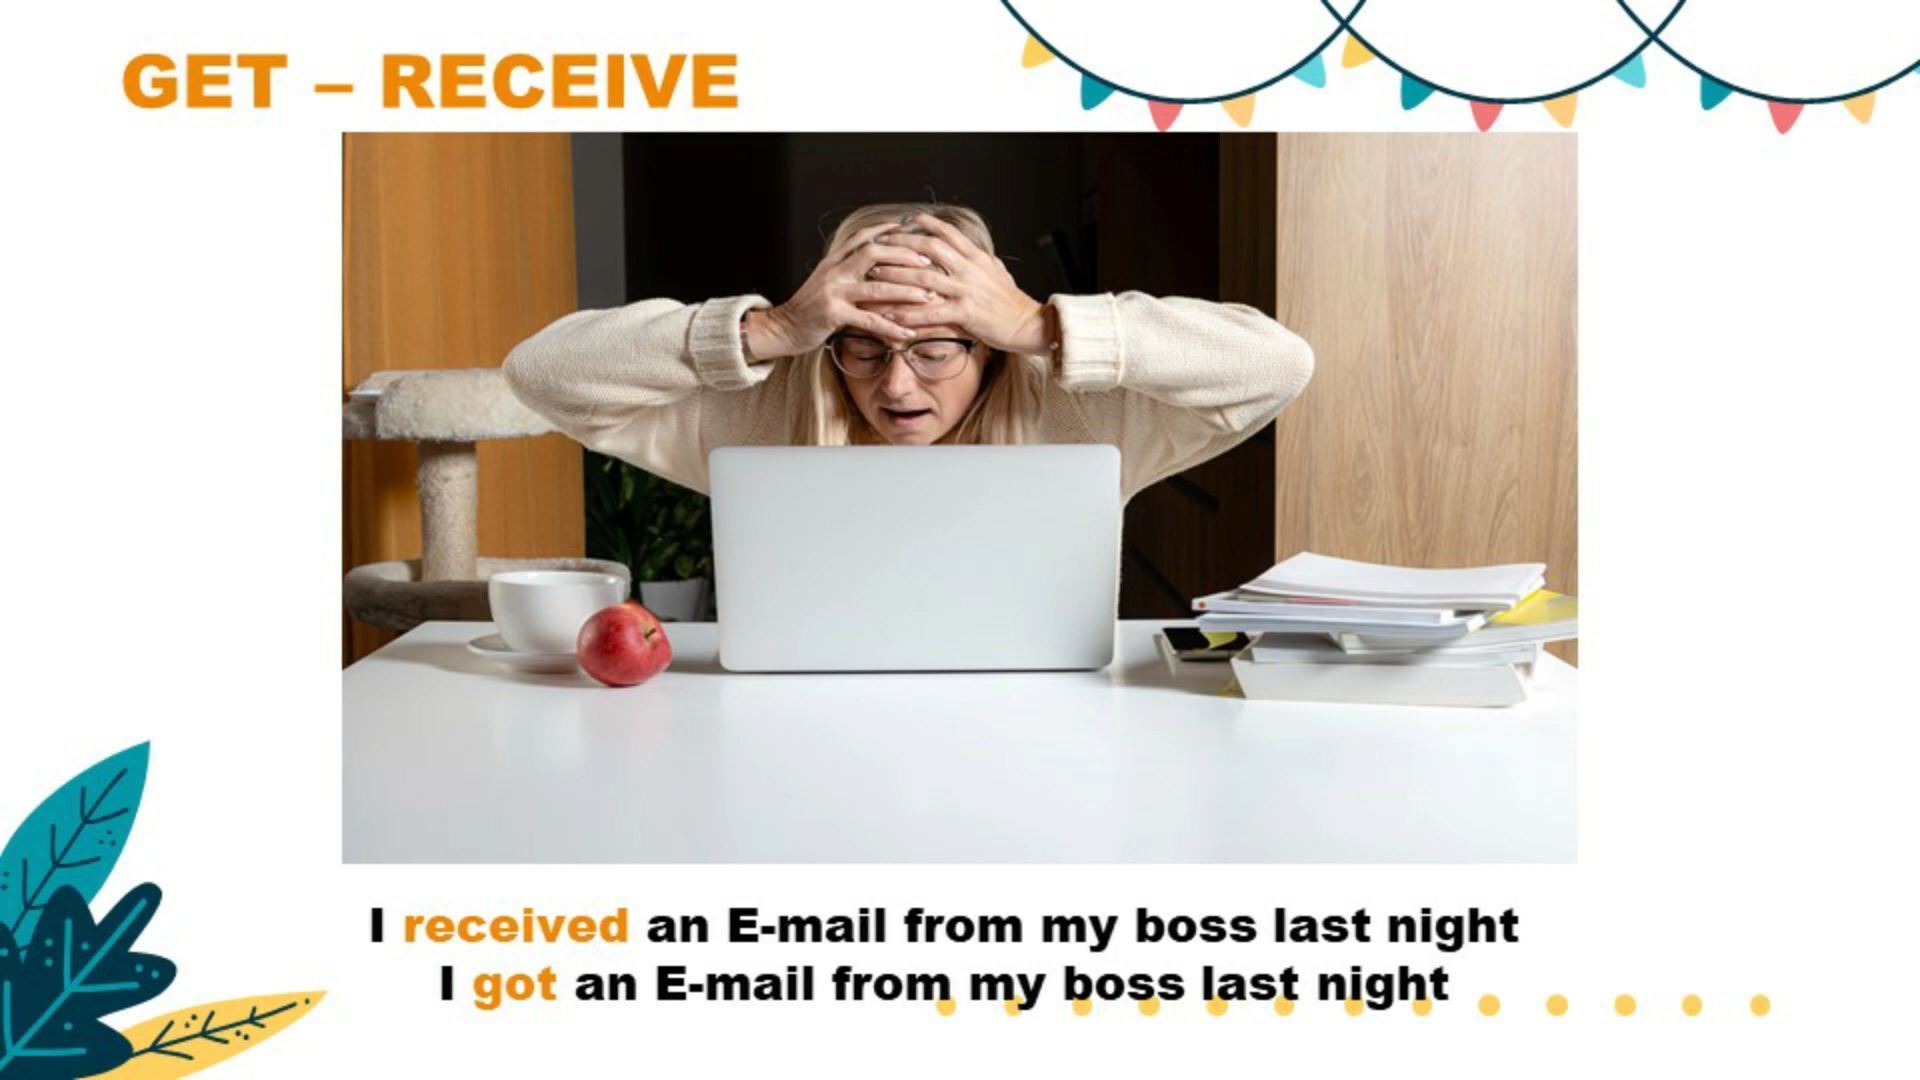 GET – RECEIVE
I received an E-mail from my boss last night
I got an E-mail from my boss last night